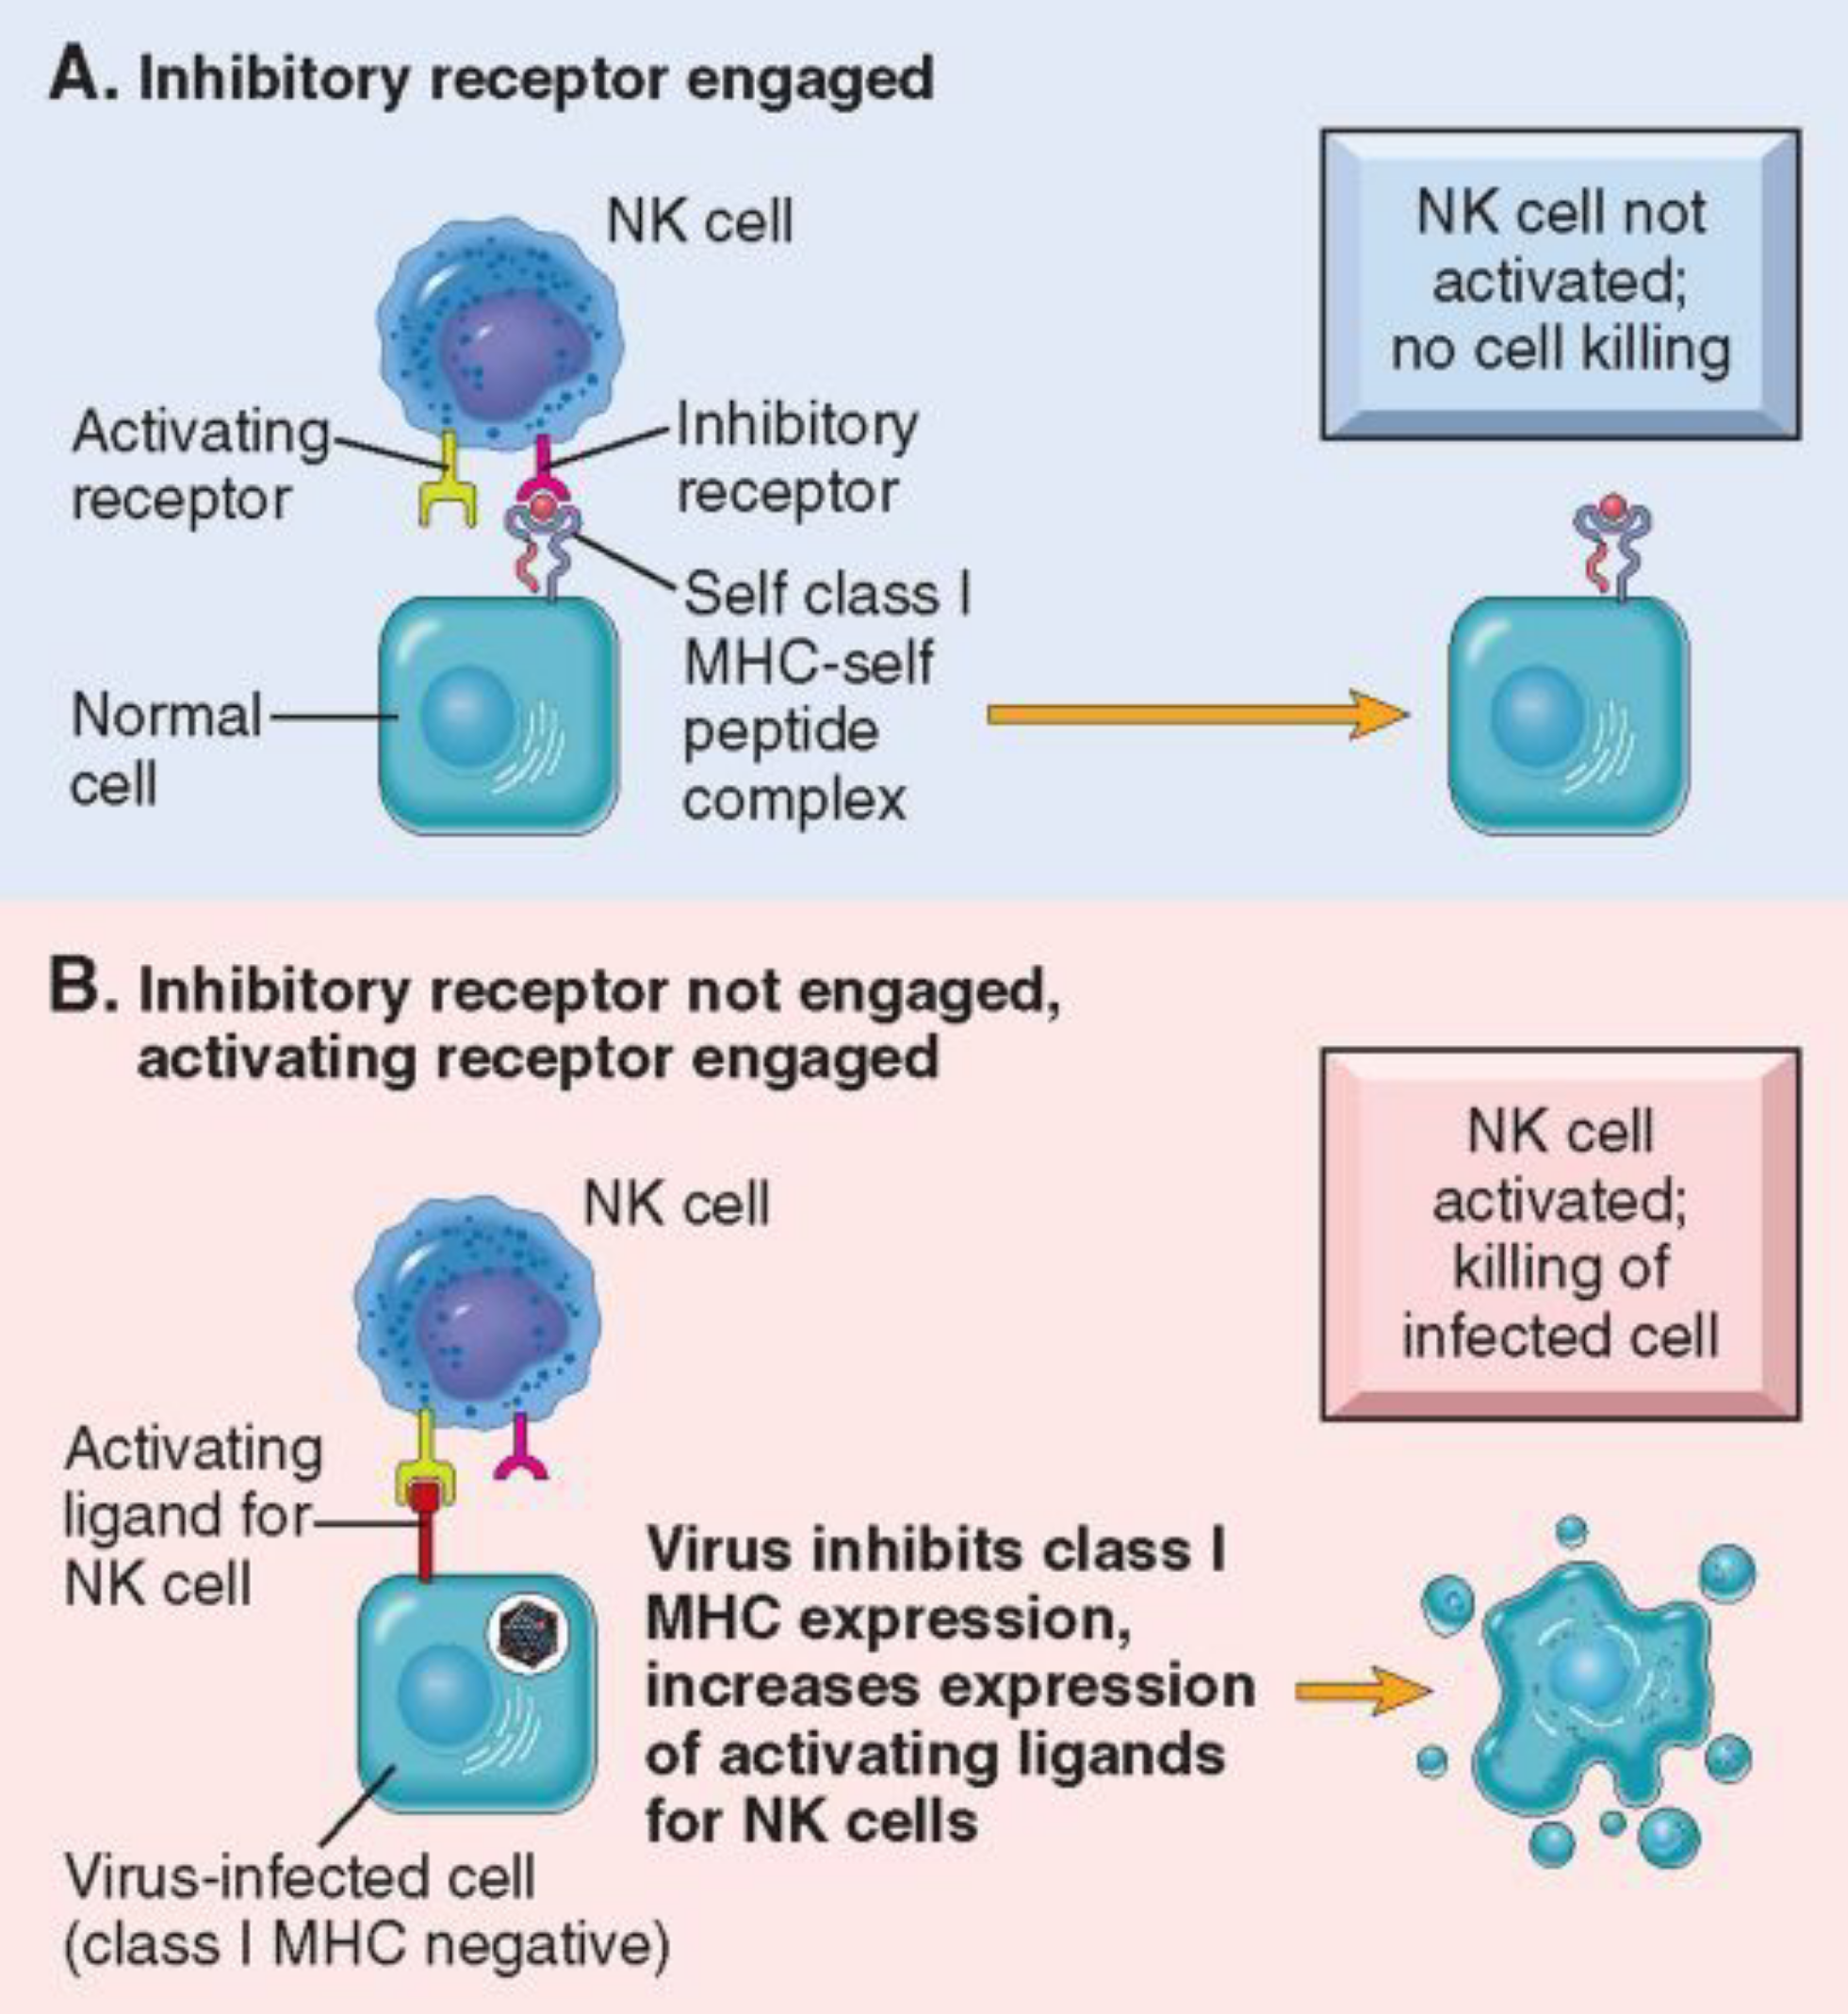 A. Inhibitory receptor engaged
NK cell not
activated;
no cell killing
NK cell
Activating
receptor
Inhibitory
receptor
Self class I
MHC-self
peptide
complex
Normal
cell
B. Inhibitory receptor not engaged,
activating receptor engaged
NK cell
activated;
killing of
infected cell
NK cell
Activating
ligand for
NK cell
Virus inhibits class I
MHC expression,
increases expression
of activating ligands
for NK cells
Virus-infected cell
(class I MHC negative)